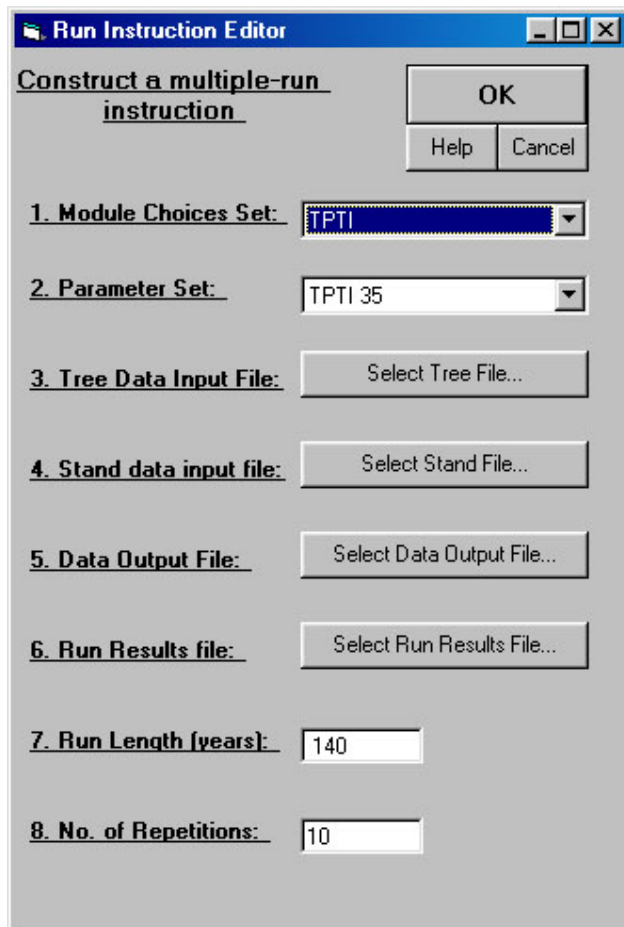 Run Instruction Editor
Construct a multiple-run
instruction
OK
Help Cancel
1. Module Choices Set: TPTI
2. Parameter Set: TPTI 35
3. Tree Data Input File: Select Tree File...
4. Stand data input file: Select Stand File...
5. Data Output File: Select Data Output File...
6. Run Results file: Select Run Results File...
7. Run Length (years): 140
8. No. of Repetitions: 10